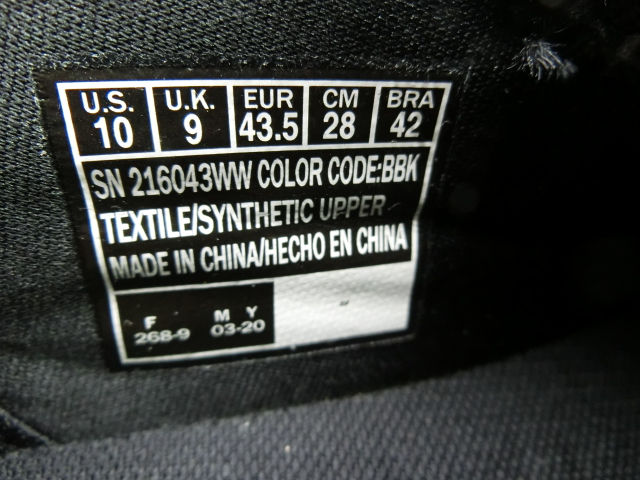 U.S. U.K. EUR CM BRA
10 9 43.5 28 42
SN 216043WW COLOR CODE:BBK
TEXTILE/SYNTHETIC UPPER
MADE IN CHINA/HECHO EN CHINA
F M Y
268-9 03-20